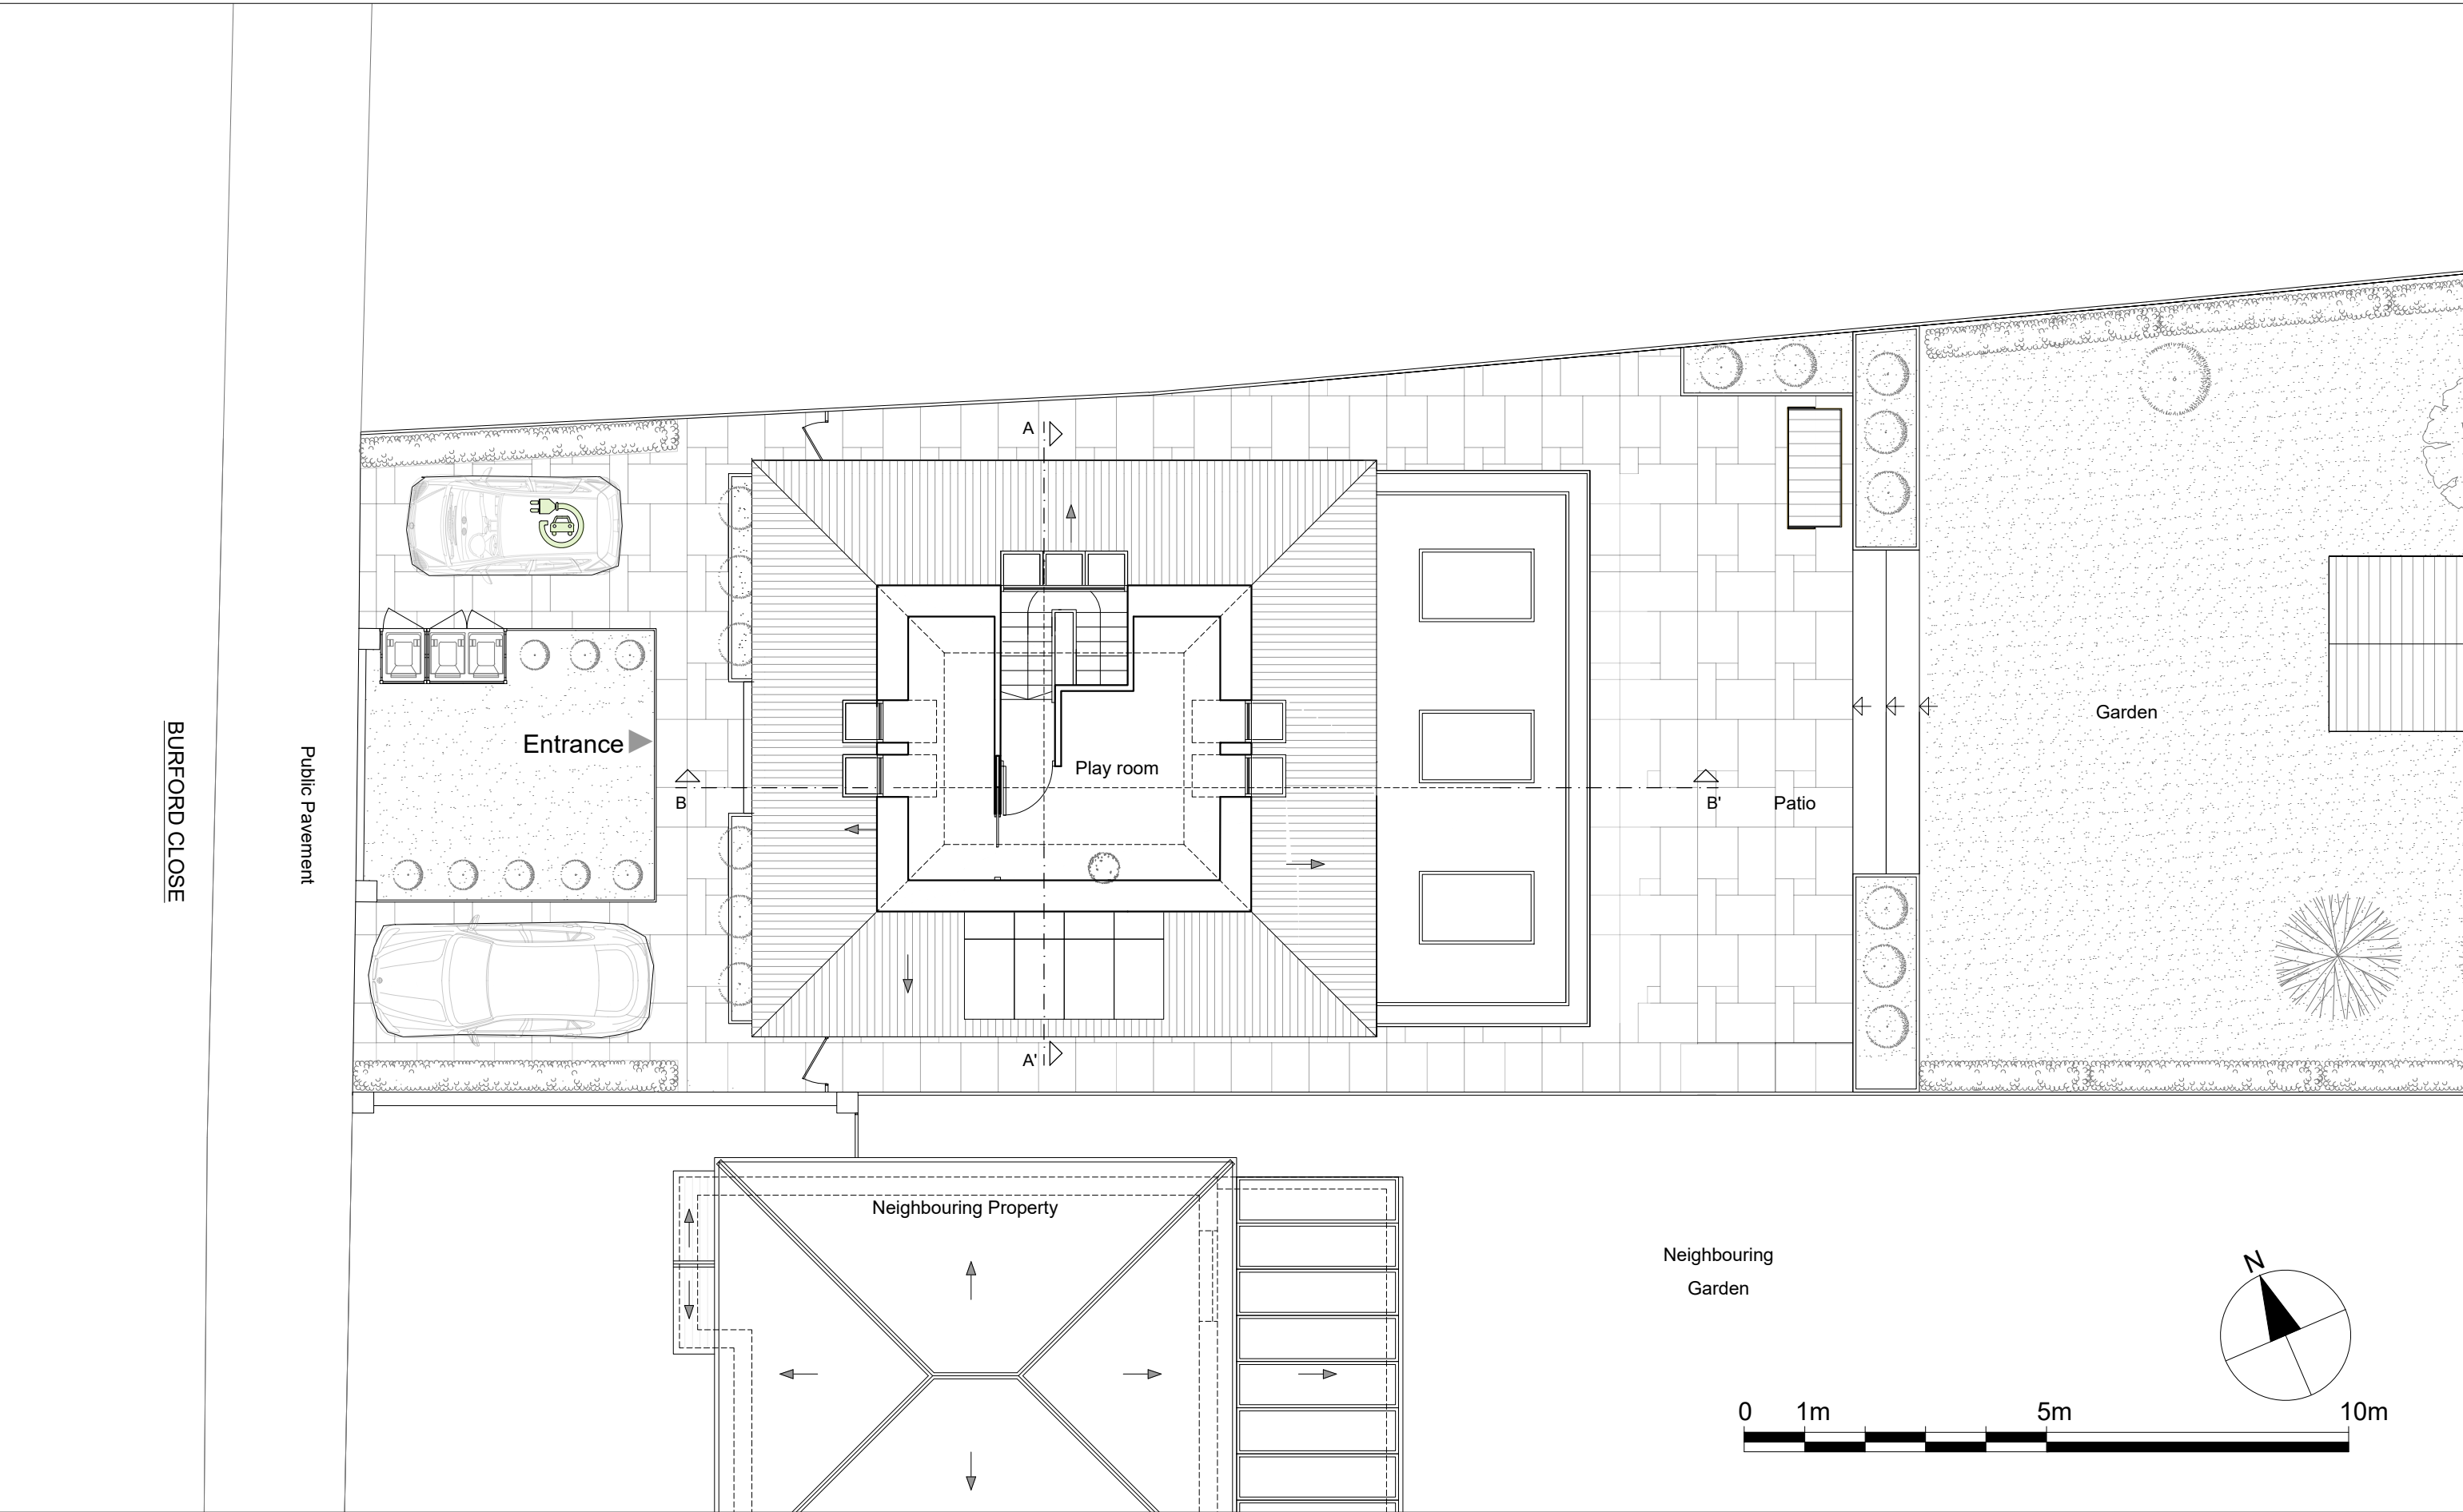 A
Entrance
Garden
BURFORD CLOSE
Public Pavement
Play room
B
B'
Patio
A'
Neighbouring Property
Neighbouring
Garden
N
0 1m 5m 10m